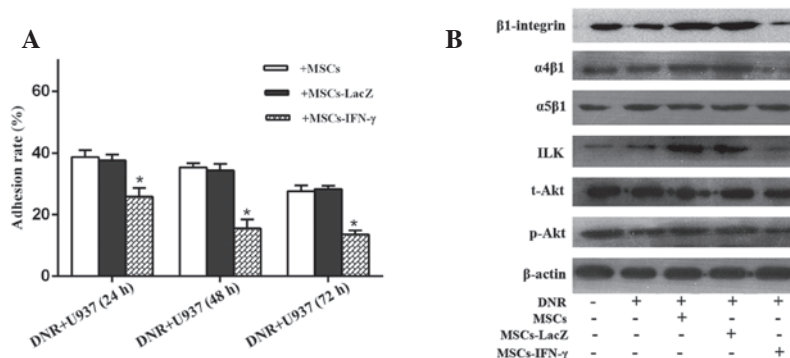 A
Adhesion rate (%)
60
40
20
0
+MSCs
+MSCs-LacZ
+MSCs-IFN-γ
*
*
*
DNR+U937 (24 h)
DNR+U937 (48 h)
DNR+U937 (72 h)
B
β1-integrin
α4β1
α5β1
ILK
t-Akt
p-Akt
β-actin
DNR - + + + +
MSCs +
MSCs-LacZ +
MSCs-IFN-γ +